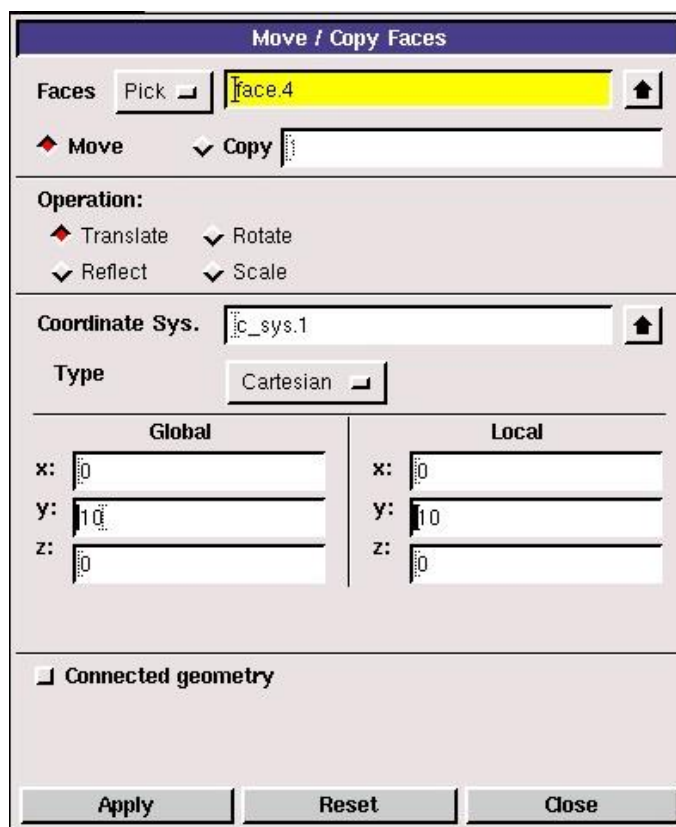 Move / Copy Faces
Faces Pick face.4
Move Copy 1
Operation:
Translate Rotate
Reflect Scale
Coordinate Sys. c_sys.1
Type Cartesian
Global Local
x: 0 x: 0
y: 10 y: 10
z: 0 z: 0
Connected geometry
Apply Reset Close